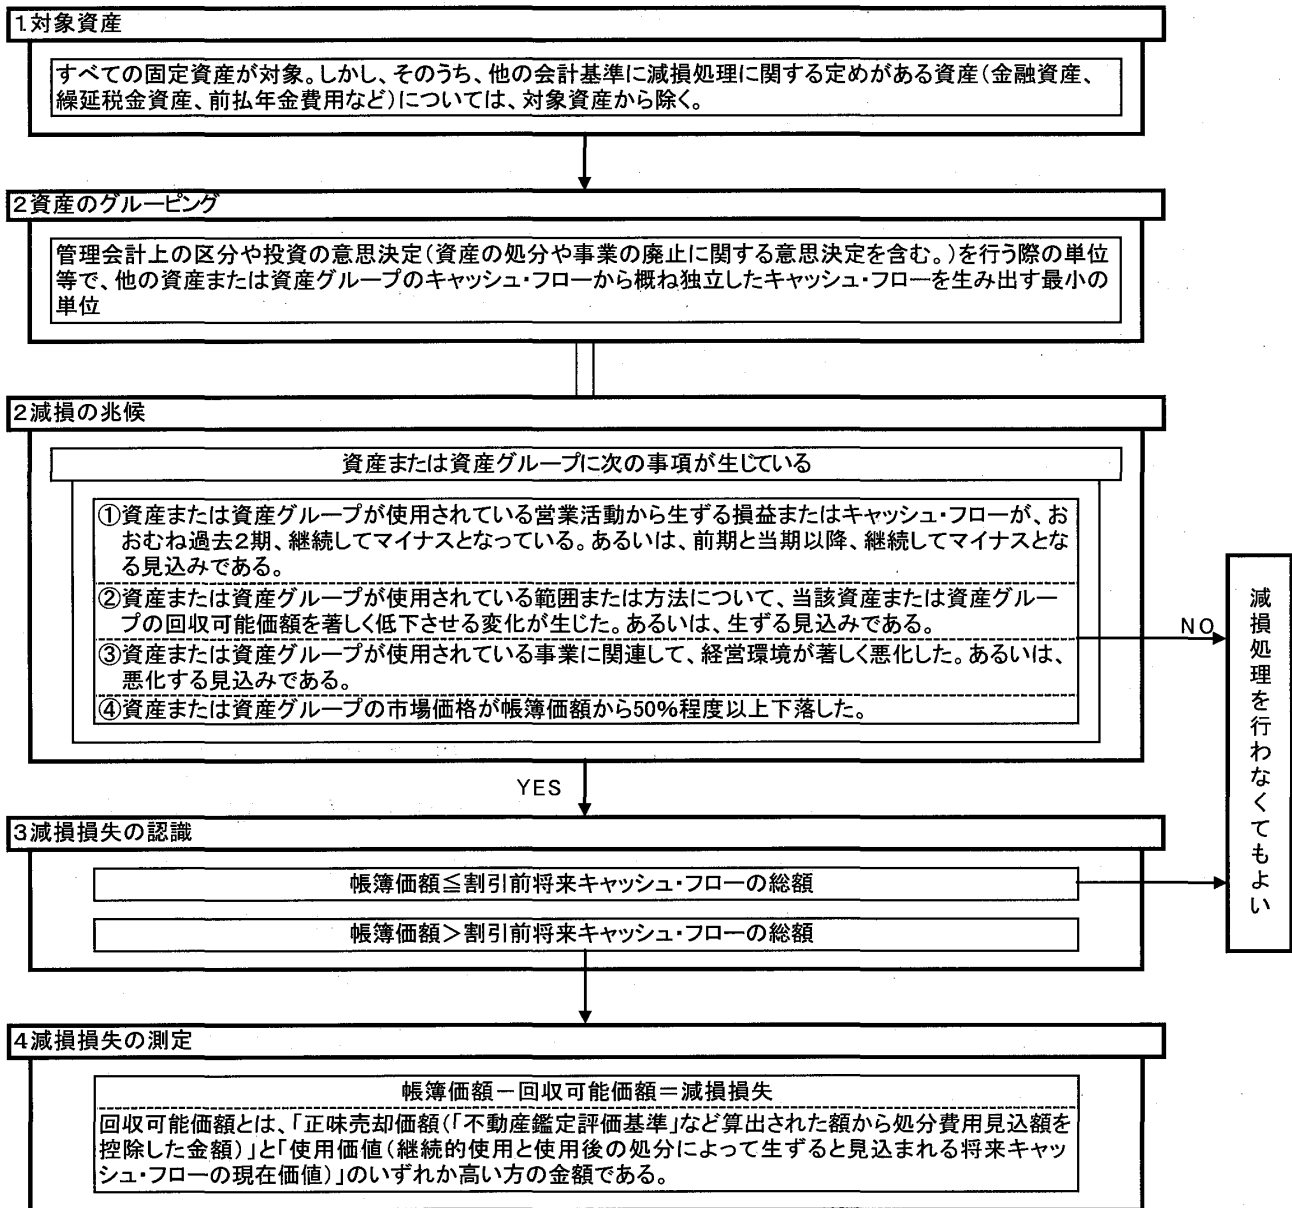 1対象資産
すべての固定資産が対象。しかし、そのうち、他の会計基準に減損処理に関する定めがある資産(金融資産、
繰延税金資産、前払年金費用など)については、対象資産から除く。
2資産のグルーピング
管理会計上の区分や投資の意思決定(資産の処分や事業の廃止に関する意思決定を含む。)を行う際の単位
等で、他の資産または資産グループのキャッシュ・フローから概ね独立したキャッシュ・フローを生み出す最小の
単位
2減損の兆候
資産または資産グループに次の事項が生じている
①資産または資産グループが使用されている営業活動から生ずる損益またはキャッシュ・フローが、お
おむね過去2期、継続してマイナスとなっている。あるいは、前期と当期以降、継続してマイナスとな
る見込みである。
②資産または資産グループが使用されている範囲または方法について、当該資産または資産グルー
プの回収可能価額を著しく低下させる変化が生じた。あるいは、生ずる見込みである。
③資産または資産グループが使用されている事業に関連して、経営環境が著しく悪化した。あるいは、
悪化する見込みである。
④資産または資産グループの市場価格が帳簿価額から50%程度以上下落した。
NO
減損処理を行わなくてもよい
YES
3減損損失の認識
帳簿価額≦割引前将来キャッシュ・フローの総額
帳簿価額>割引前将来キャッシュ・フローの総額
4減損損失の測定
帳簿価額-回収可能価額=減損損失
回収可能価額とは、「正味売却価額(「不動産鑑定評価基準」など算出された額から処分費用見込額を
控除した金額)」と「使用価値(継続的使用と使用後の処分によって生ずると見込まれる将来キャッ
シュ・フローの現在価値)」のいずれか高い方の金額である。